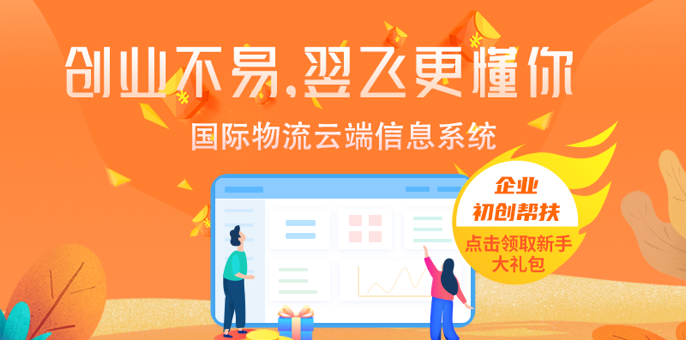 创业不易,翌飞更懂你
国际物流云端信息系统
企业
初创帮扶
点击领取新手
大礼包